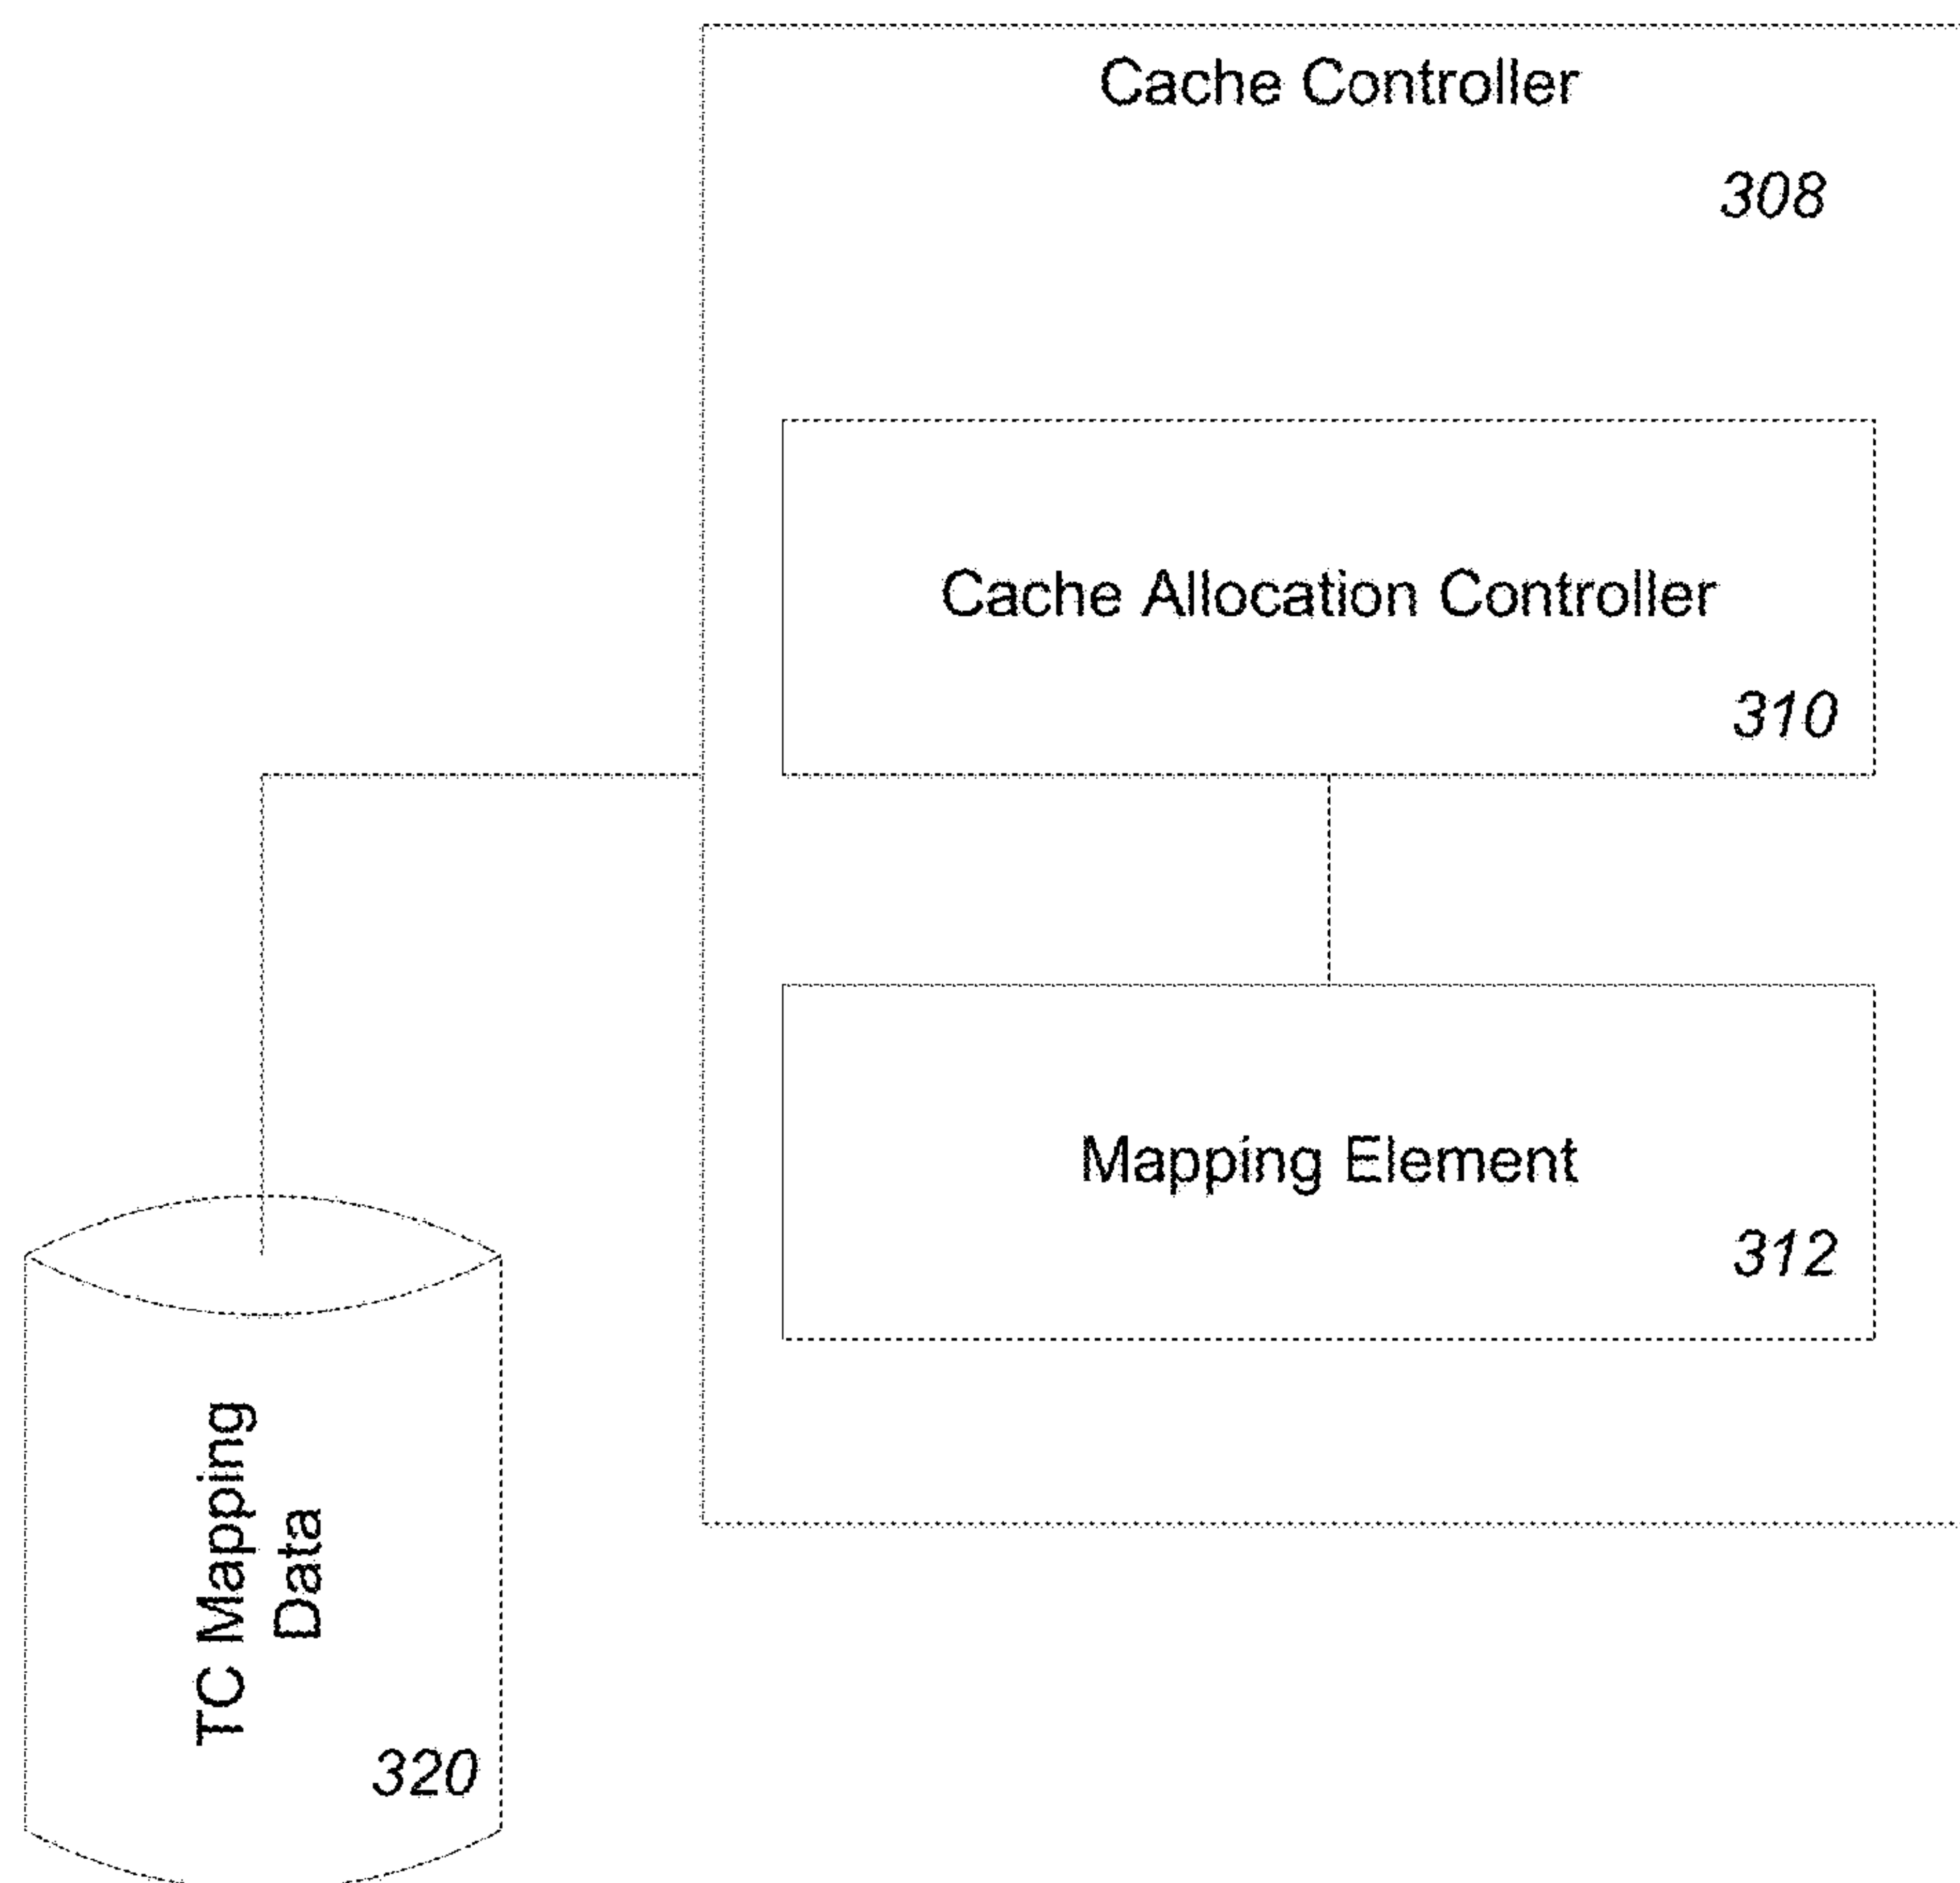 Cache Controller
308
Cache Allocation Controller
310
Mapping Element
312
TC Mapping
Data
320